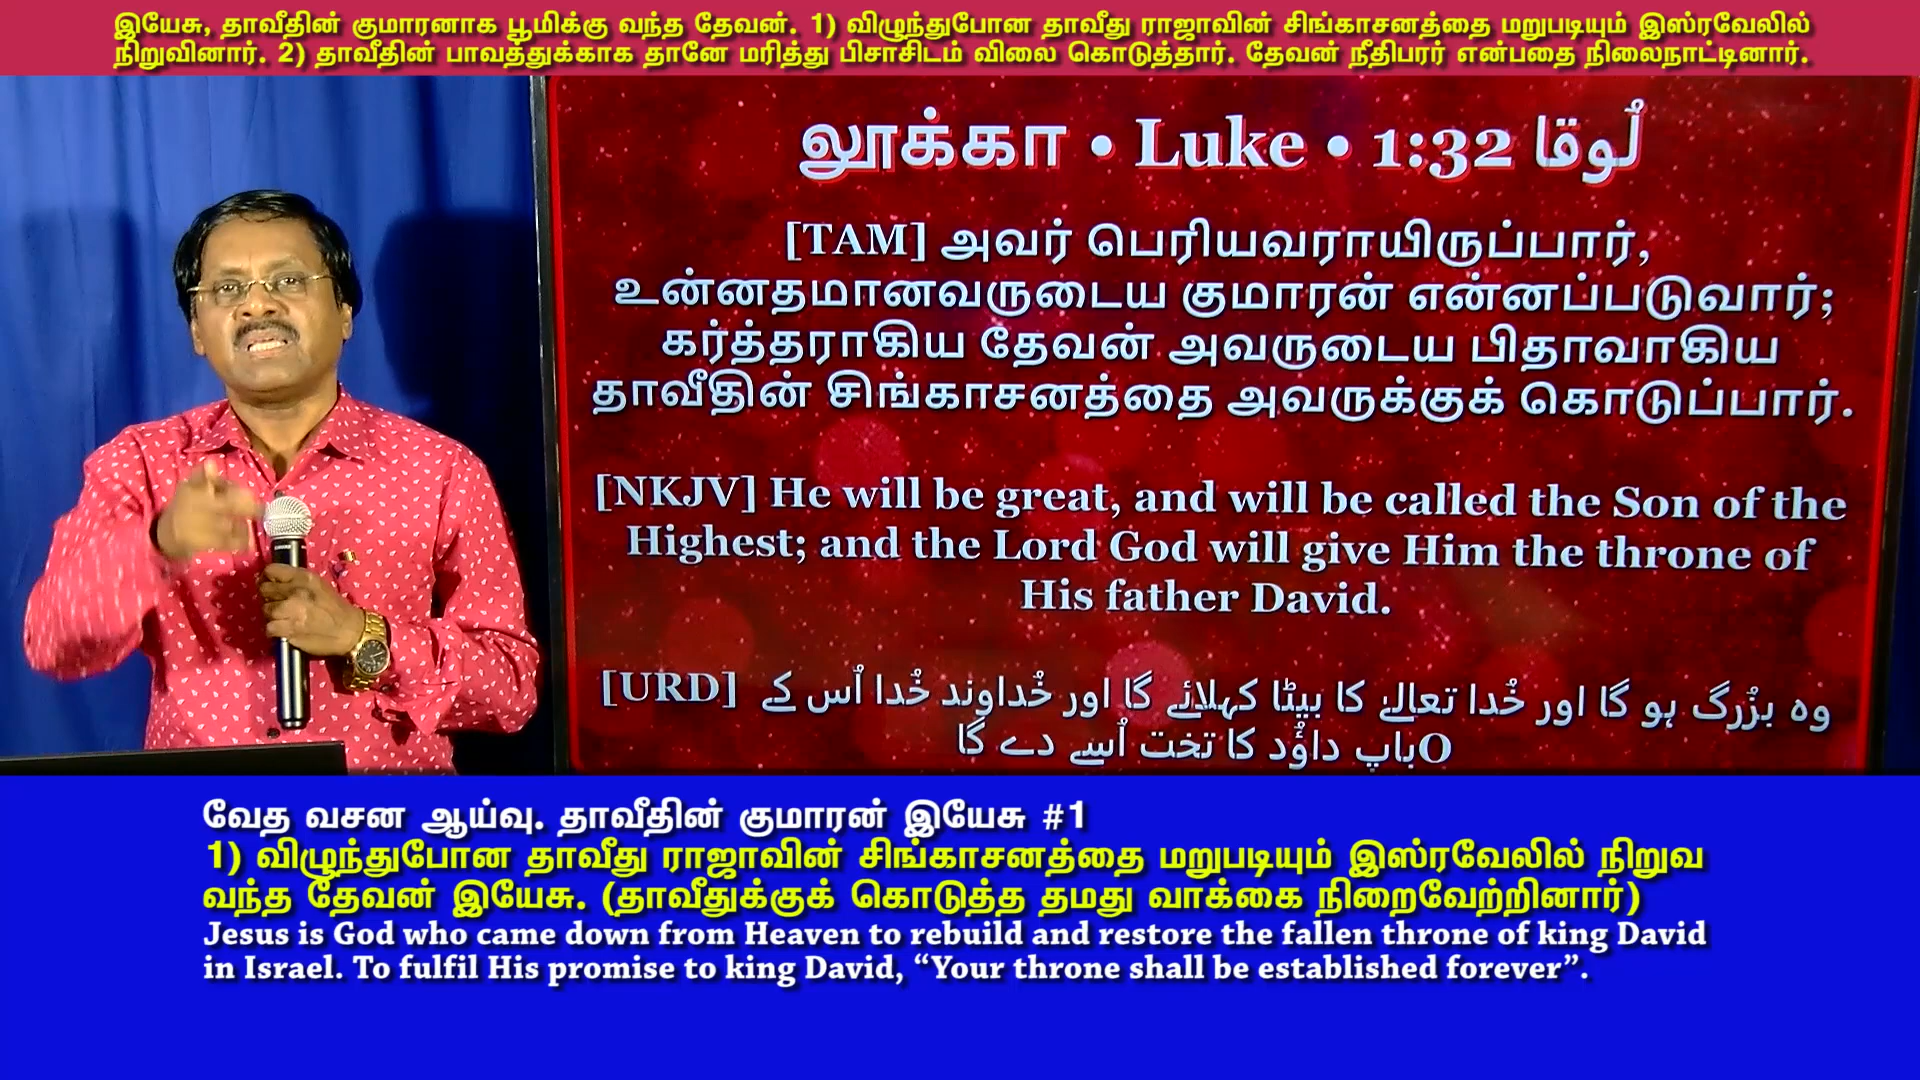 இயேசு, தாவீதின் குமாரனாக பூமிக்கு வந்த தேவன். 1) விழுந்துபோன தாவீது ராஜாவின் சிங்காசனத்தை மறுபடியும் இஸ்ரவேலில்
நிறுவினார். 2) தாவீதின் பாவத்துக்காக தானே மரித்து பிசாசிடம் விலை கொடுத்தார். தேவன் நீதிபரர் என்பதை நிலைநாட்டினார்.
லூக்கா • Luke • 1:32 لُوقا
[TAM] அவர் பெரியவராயிருப்பார்,
உன்னதமானவருடைய குமாரன் என்னப்படுவார்;
கர்த்தராகிய தேவன் அவருடைய பிதாவாகிய
தாவீதின் சிங்காசனத்தை அவருக்குக் கொடுப்பார்.
[NKJV] He will be great, and will be called the Son of the
Highest; and the Lord God will give Him the throne of
His father David.
[URD] وہ بزُرگ ہو گا اور خُدا تعالےٰ کا بیٹا کہلائے گا اور خُداوند خُدا اُس کے
Oباپ داؤد کا تخت اُسے دے گا
வேத வசன ஆய்வு. தாவீதின் குமாரன் இயேசு #1
1) விழுந்துபோன தாவீது ராஜாவின் சிங்காசனத்தை மறுபடியும் இஸ்ரவேலில் நிறுவ
வந்த தேவன் இயேசு. (தாவீதுக்குக் கொடுத்த தமது வாக்கை நிறைவேற்றினார்)
Jesus is God who came down from Heaven to rebuild and restore the fallen throne of king David
in Israel. To fulfil His promise to king David, “Your throne shall be established forever”.